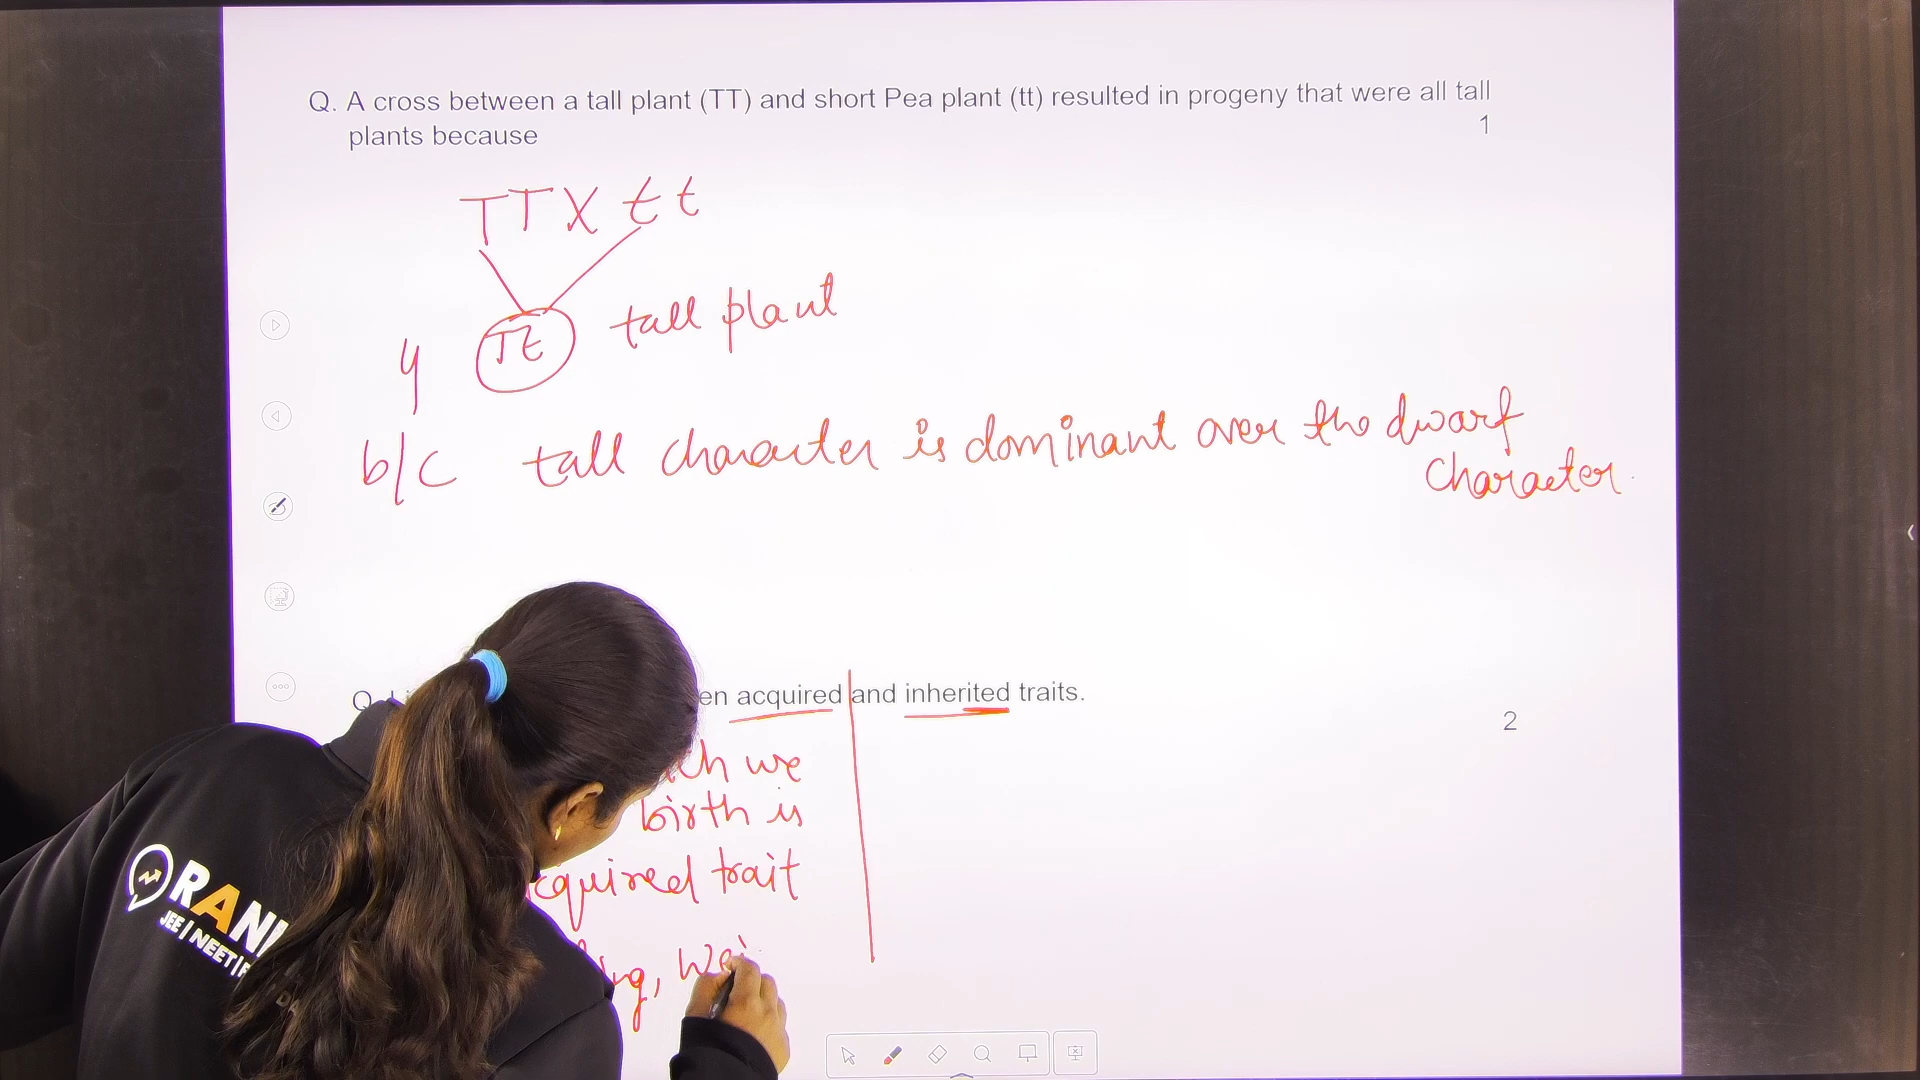 Q. A cross between a tall plant (TT) and short Pea plant (tt) resulted in progeny that were all tall
plants because 1
TT X tt
Tt tall plant
b/c tall character is dominant over the dwarf
character.
Q. en acquired and inherited traits.
2
we
birth is
cquired trait
RAN
JEE | NEET |